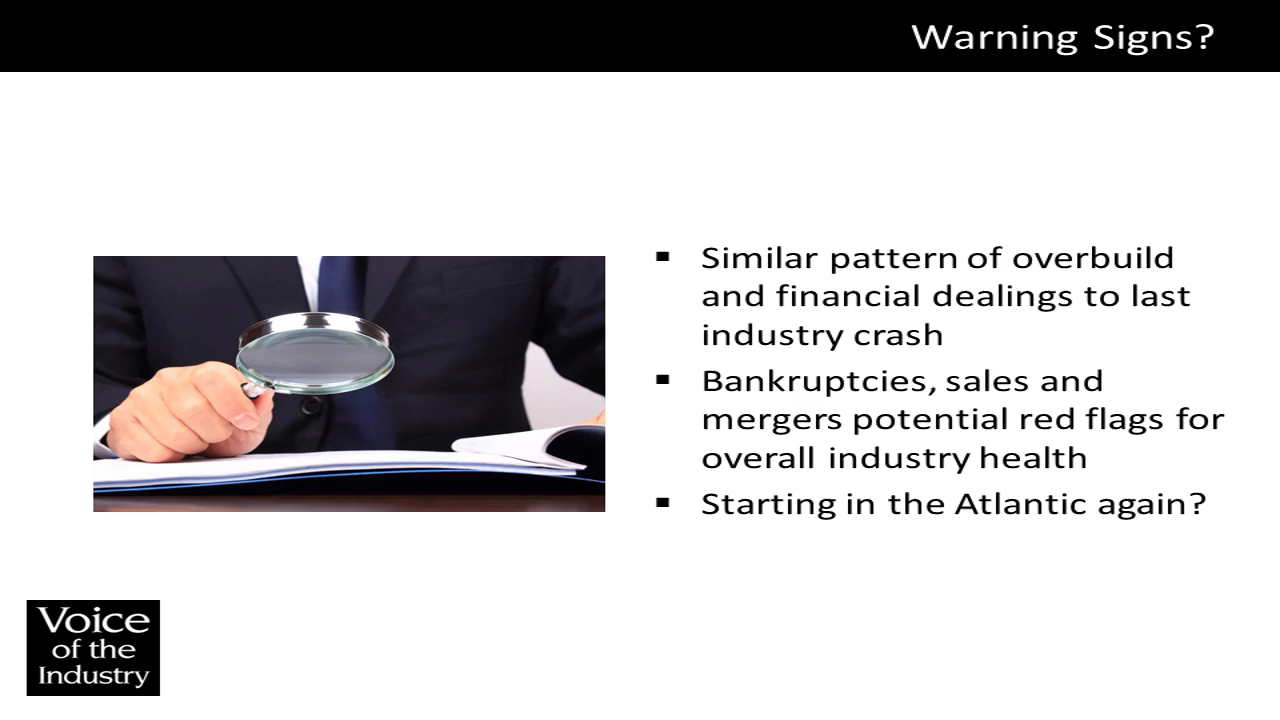 Warning Signs?
▪ Similar pattern of overbuild
and financial dealings to last
industry crash
▪ Bankruptcies, sales and
mergers potential red flags for
overall industry health
▪ Starting in the Atlantic again?
Voice
of the
Industry